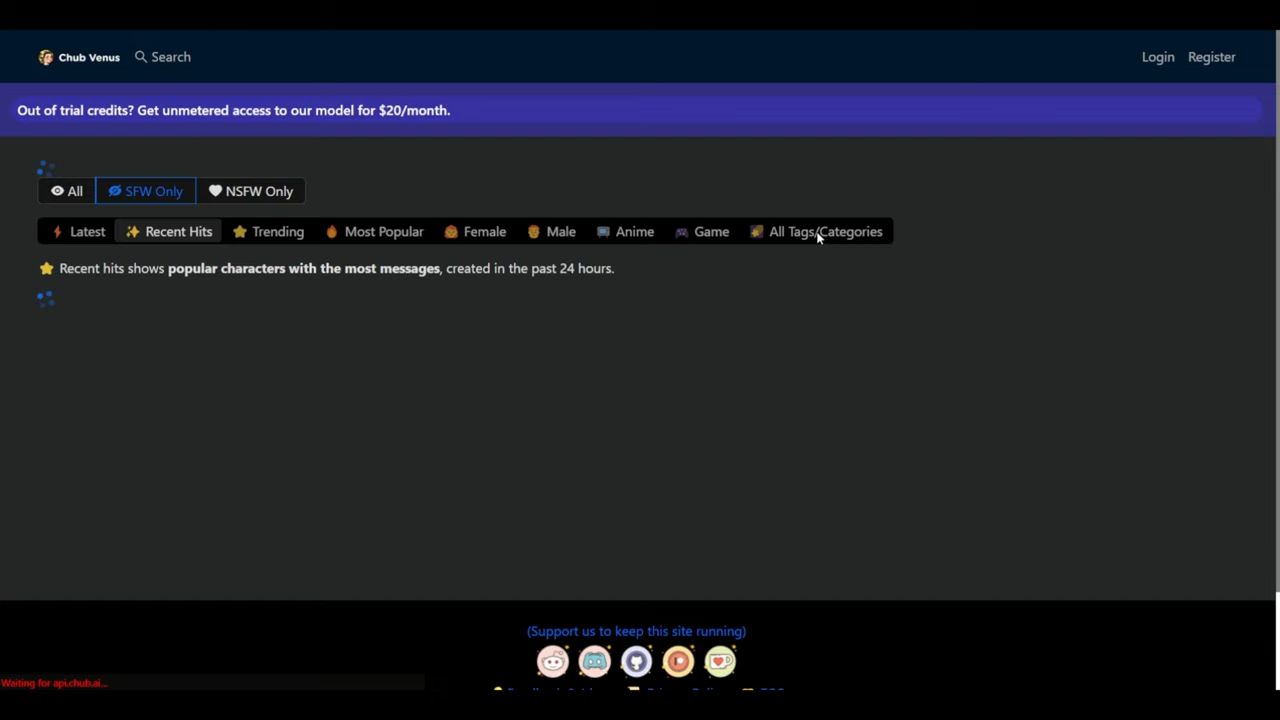 Chub Venus Search Login Register
Out of trial credits? Get unmetered access to our model for $20/month.
All SFW Only NSFW Only
Latest Recent Hits Trending Most Popular Female Male Anime Game All Tags/Categories
Recent hits shows popular characters with the most messages, created in the past 24 hours.
(Support us to keep this site running)
Waiting for api.chub.ai...